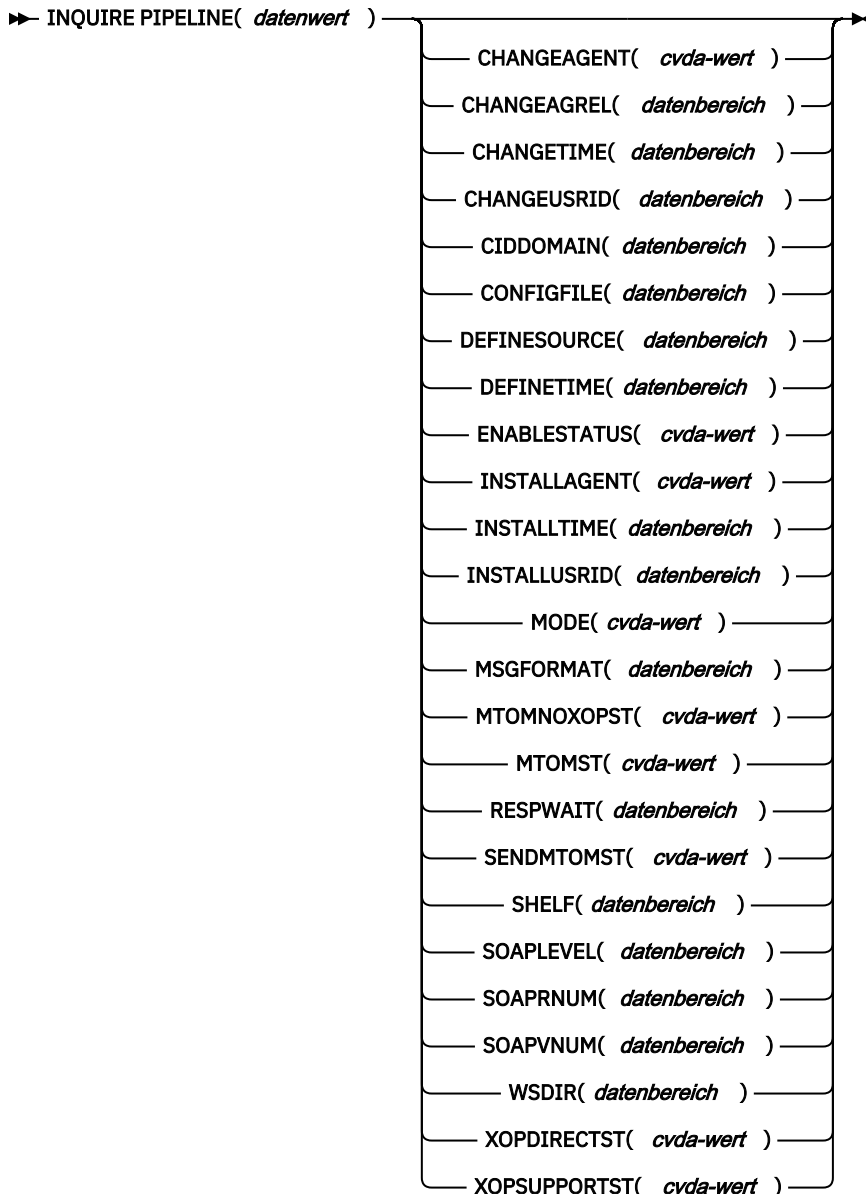 INQUIRE PIPELINE( datenwert )
CHANGEAGENT( cvda-wert )
CHANGEAGREL( datenbereich )
CHANGETIME( datenbereich )
CHANGEUSRID( datenbereich )
CIDDOMAIN( datenbereich )
CONFIGFILE( datenbereich )
DEFINESOURCE( datenbereich )
DEFINETIME( datenbereich )
ENABLESTATUS( cvda-wert )
INSTALLAGENT( cvda-wert )
INSTALLTIME( datenbereich )
INSTALLUSRID( datenbereich )
MODE( cvda-wert )
MSGFORMAT( datenbereich )
MTOMNOXOPST( cvda-wert )
MTOMST( cvda-wert )
RESPWAIT( datenbereich )
SENDMTOMST( cvda-wert )
SHELF( datenbereich )
SOAPLEVEL( datenbereich )
SOAPRNUM( datenbereich )
SOAPVNUM( datenbereich )
WSDIR( datenbereich )
XOPDIRECTST( cvda-wert )
XOPSUPPORTST( cvda-wert )